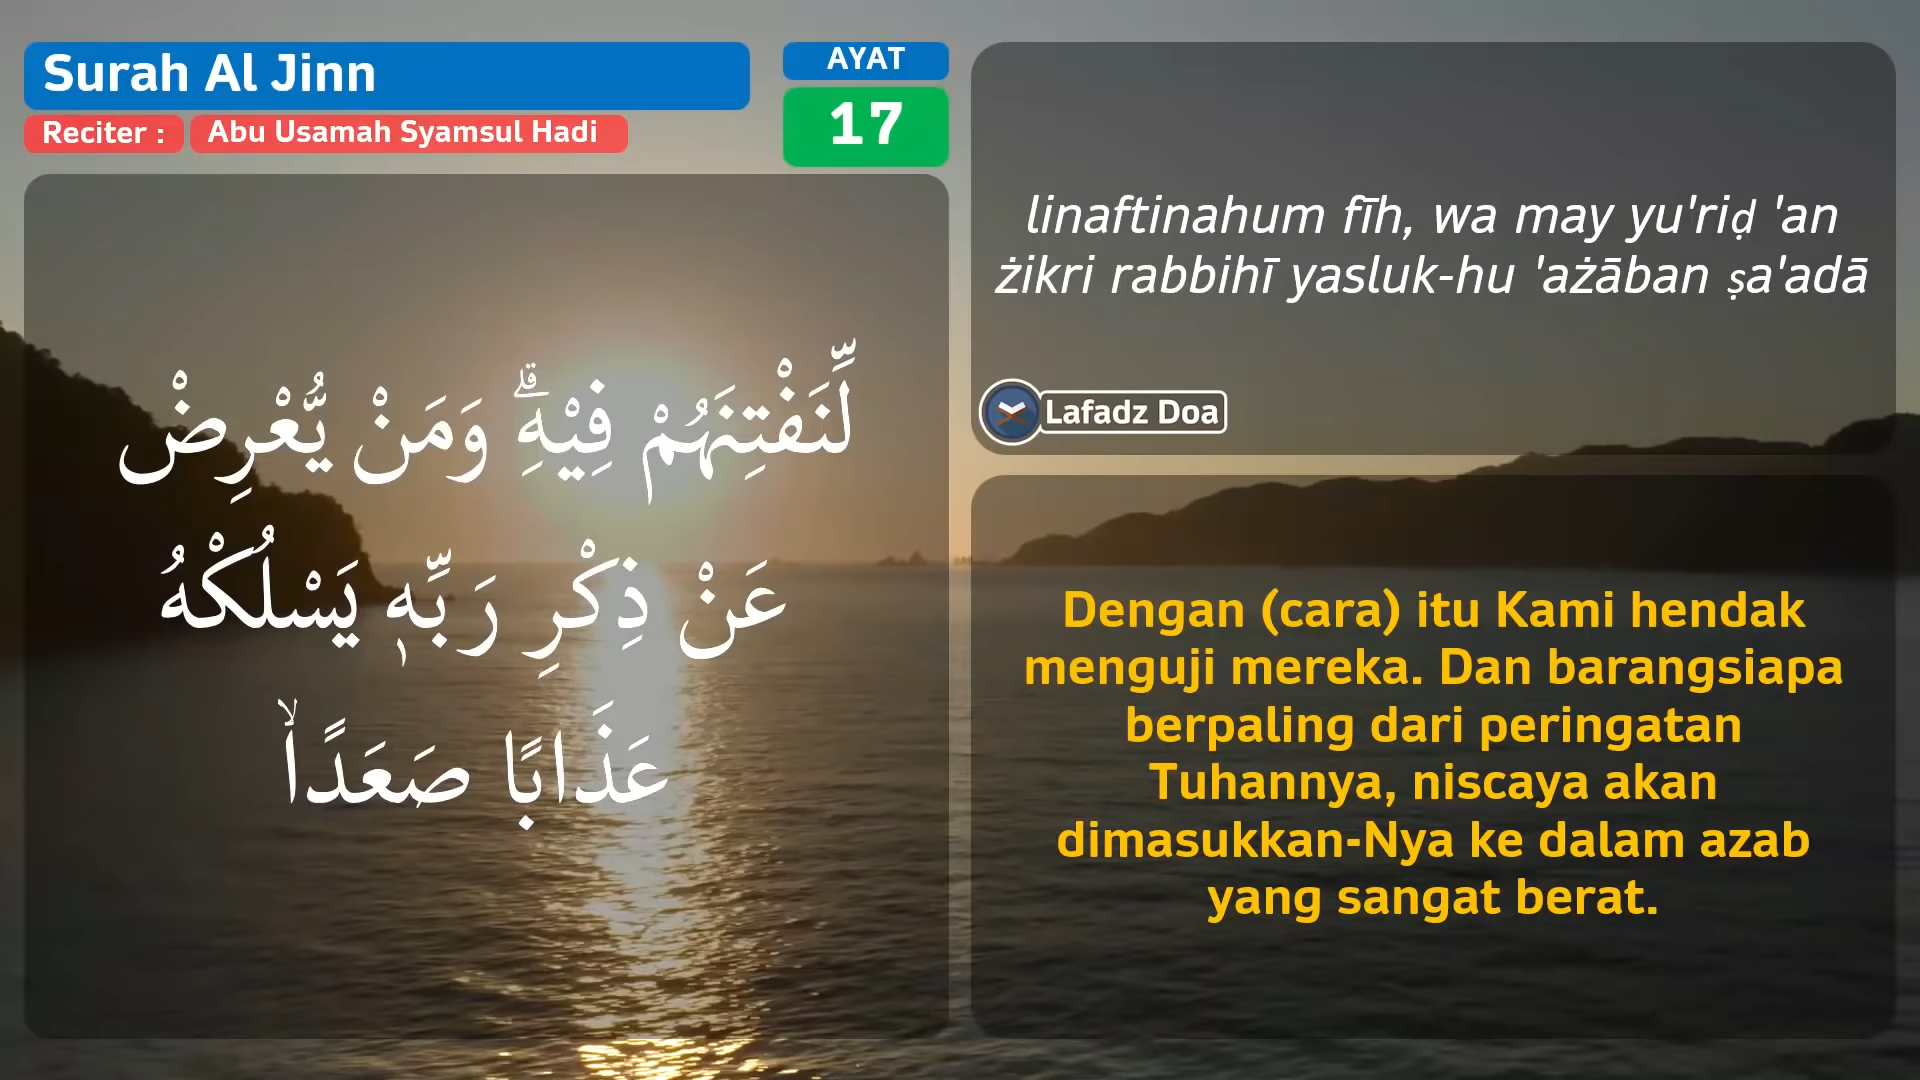 Surah Al Jinn
Reciter :
Abu Usamah Syamsul Hadi
AYAT
17
لِّنَفْتِنَهُمْ فِيْهِۗ وَمَنْ يُّعْرِضْ
عَنْ ذِكْرِ رَبِّهٖ يَسْلُكْهُ
عَذَابًا صَعَدًاۙ
linaftinahum fīh, wa may yu'riḍ 'an
żikri rabbihī yasluk-hu 'ażāban ṣa'adā
Lafadz Doa
Dengan (cara) itu Kami hendak
menguji mereka. Dan barangsiapa
berpaling dari peringatan
Tuhannya, niscaya akan
dimasukkan-Nya ke dalam azab
yang sangat berat.